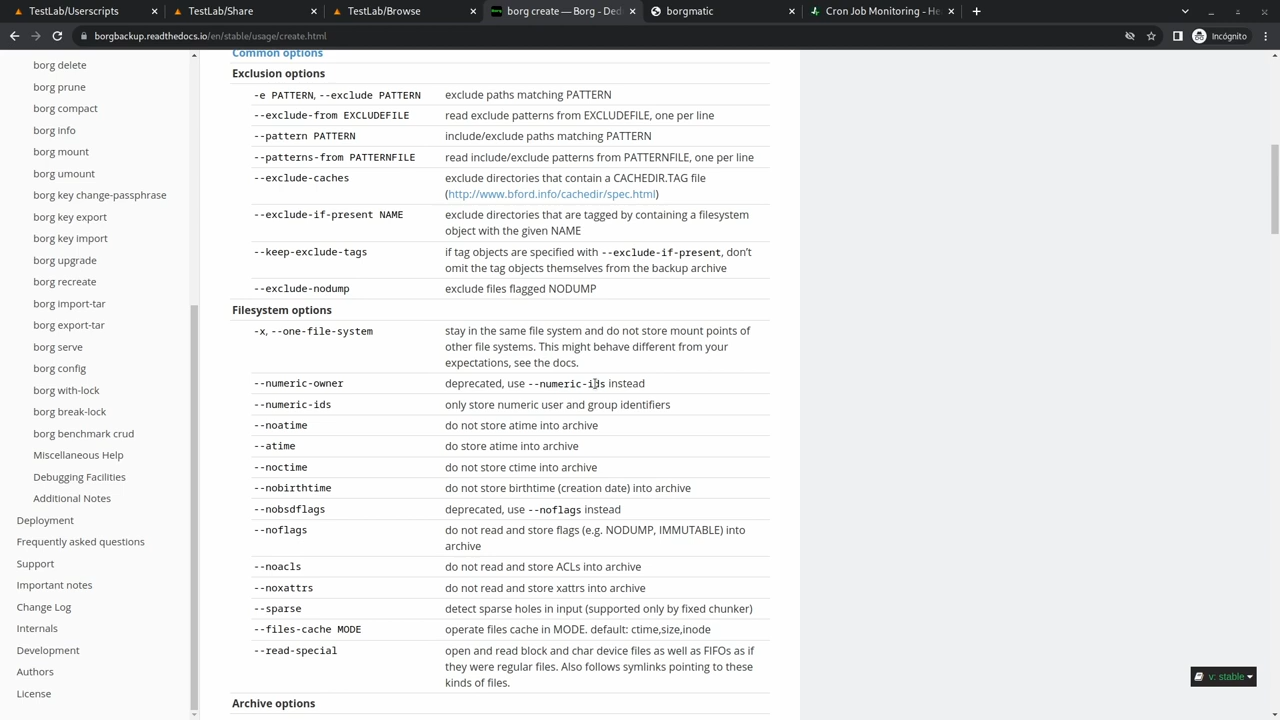 TestLab/Userscripts
TestLab/Share
TestLab/Browse
borg create — Borg - Ded
borgmatic
Cron Job Monitoring - He
borgbackup.readthedocs.io/en/stable/usage/create.html
Incógnito
borg delete
borg prune
borg compact
borg info
borg mount
borg umount
borg key change-passphrase
borg key export
borg key import
borg upgrade
borg recreate
borg import-tar
borg export-tar
borg serve
borg config
borg with-lock
borg break-lock
borg benchmark crud
Miscellaneous Help
Debugging Facilities
Additional Notes
Deployment
Frequently asked questions
Support
Important notes
Change Log
Internals
Development
Authors
License
Common options
Exclusion options
-e PATTERN, --exclude PATTERN exclude paths matching PATTERN
--exclude-from EXCLUDEFILE read exclude patterns from EXCLUDEFILE, one per line
--pattern PATTERN include/exclude paths matching PATTERN
--patterns-from PATTERNFILE read include/exclude patterns from PATTERNFILE, one per line
--exclude-caches exclude directories that contain a CACHEDIR.TAG file
(http://www.bford.info/cachedir/spec.html)
--exclude-if-present NAME exclude directories that are tagged by containing a filesystem
object with the given NAME
--keep-exclude-tags if tag objects are specified with --exclude-if-present, don’t
omit the tag objects themselves from the backup archive
--exclude-nodump exclude files flagged NODUMP
Filesystem options
-x, --one-file-system stay in the same file system and do not store mount points of
other file systems. This might behave different from your
expectations, see the docs.
--numeric-owner deprecated, use --numeric-ids instead
--numeric-ids only store numeric user and group identifiers
--noatime do not store atime into archive
--atime do store atime into archive
--noctime do not store ctime into archive
--nobirthtime do not store birthtime (creation date) into archive
--nobsdflags deprecated, use --noflags instead
--noflags do not read and store flags (e.g. NODUMP, IMMUTABLE) into
archive
--noacls do not read and store ACLs into archive
--noxattrs do not read and store xattrs into archive
--sparse detect sparse holes in input (supported only by fixed chunker)
--files-cache MODE operate files cache in MODE. default: ctime,size,inode
--read-special open and read block and char device files as well as FIFOs as if
they were regular files. Also follows symlinks pointing to these
kinds of files.
Archive options
v: stable